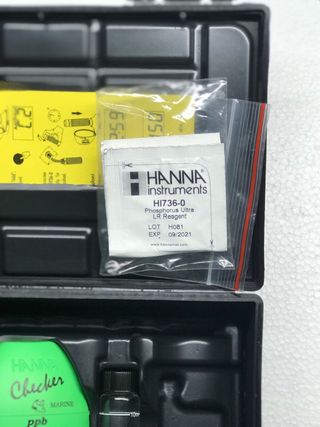 HANNA
instruments
HI736-0
Phosphorus Ultra
LR Reagent
LOT H081
EXP. 09/2021
www.hannainst.com
HANNA
Checker
MARINE
ppb
10